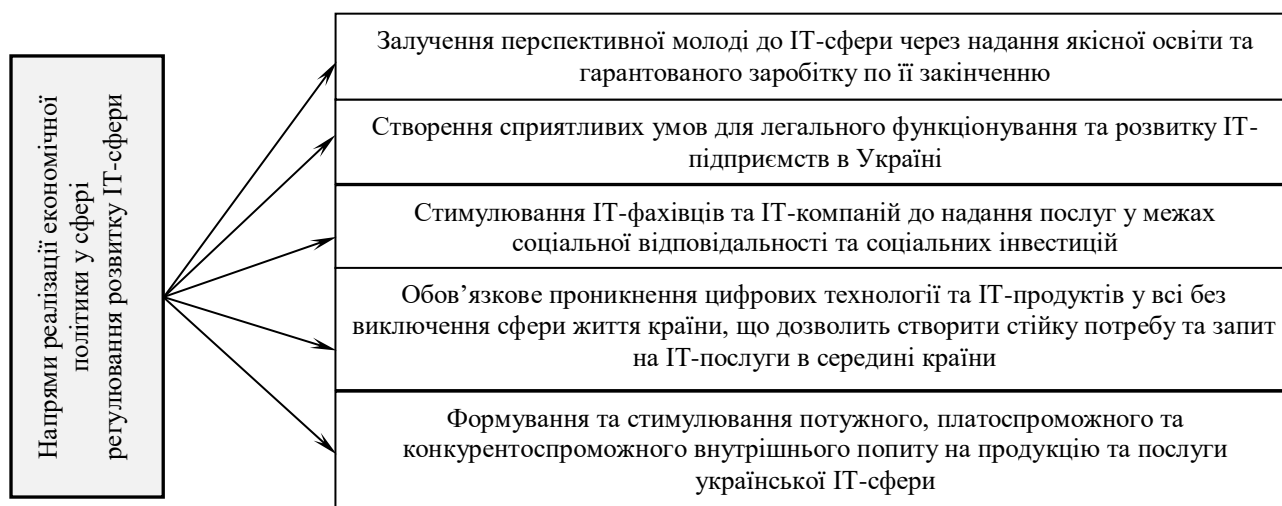 Напрями реалізації економічної
політики у сфері
регулювання розвитку ІТ-сфери
Залучення перспективної молоді до ІТ-сфери через надання якісної освіти та
гарантованого заробітку по її закінченню
Створення сприятливих умов для легального функціонування та розвитку ІТ-
підприємств в Україні
Стимулювання ІТ-фахівців та ІТ-компаній до надання послуг у межах
соціальної відповідальності та соціальних інвестицій
Обов’язкове проникнення цифрових технології та ІТ-продуктів у всі без
виключення сфери життя країни, що дозволить створити стійку потребу та запит
на ІТ-послуги в середині країни
Формування та стимулювання потужного, платоспроможного та
конкурентоспроможного внутрішнього попиту на продукцію та послуги
української ІТ-сфери